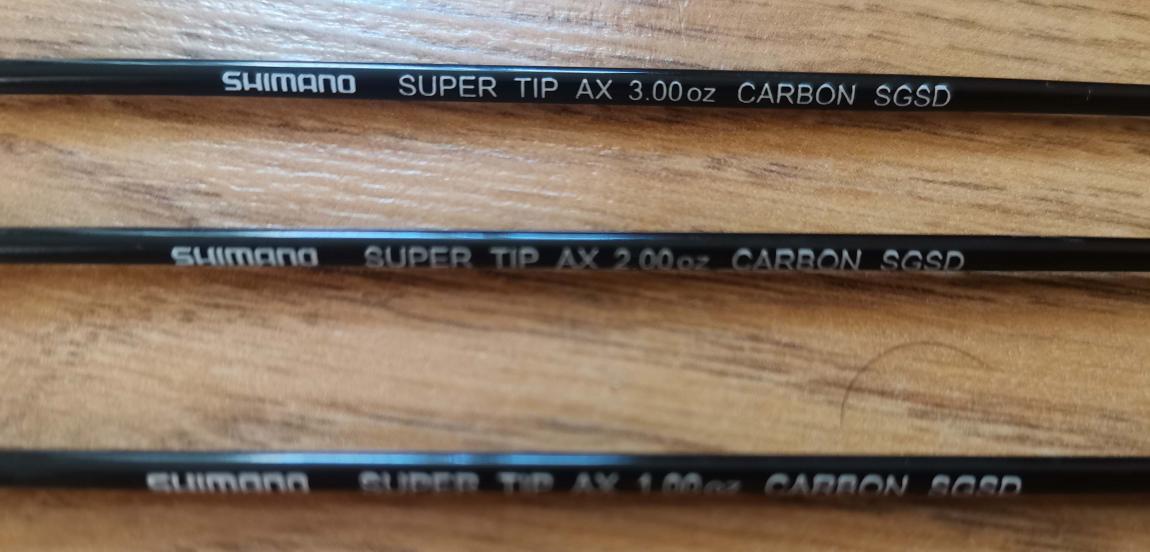 SHIMANO SUPER TIP AX 3.00oz CARBON SGSD
SHIMANO SUPER TIP AX 2.00oz CARBON SGSD
SHIMANO SUPER TIP AX 1.00oz CARBON SGSD